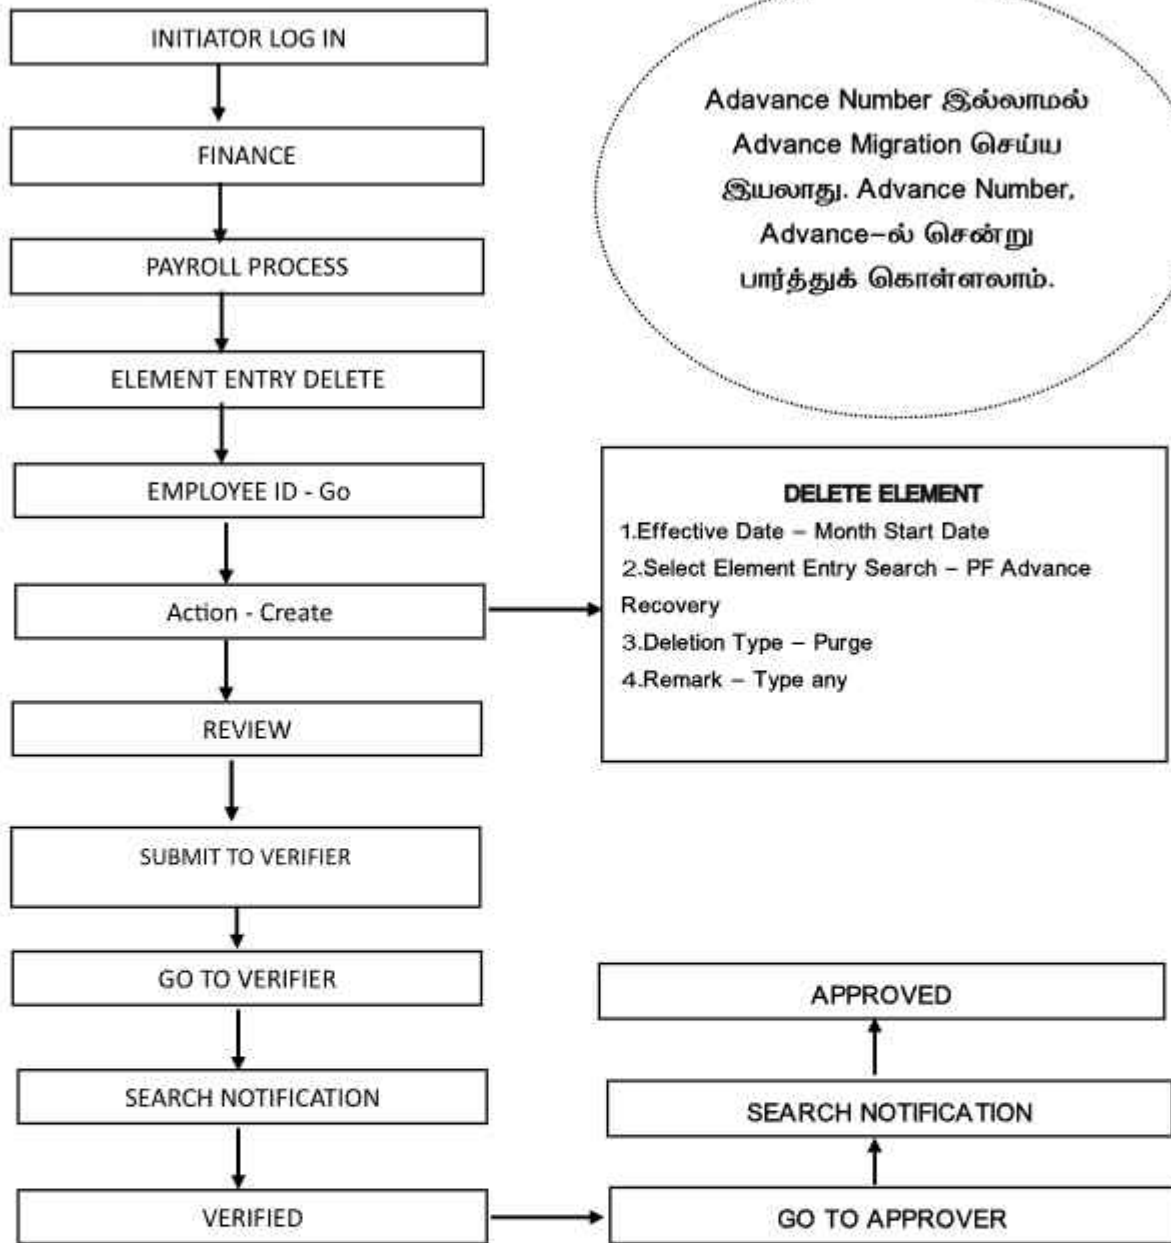 INITIATOR LOG IN
FINANCE
PAYROLL PROCESS
ELEMENT ENTRY DELETE
EMPLOYEE ID - Go
Action - Create
REVIEW
SUBMIT TO VERIFIER
GO TO VERIFIER
SEARCH NOTIFICATION
VERIFIED
Adavance Number இல்லாமல்
Advance Migration செய்ய
இயலாது. Advance Number,
Advance-ல் சென்று
பார்த்துக் கொள்ளலாம்.
DELETE ELEMENT
1.Effective Date – Month Start Date
2.Select Element Entry Search – PF Advance
Recovery
3.Deletion Type – Purge
4.Remark – Type any
APPROVED
SEARCH NOTIFICATION
GO TO APPROVER